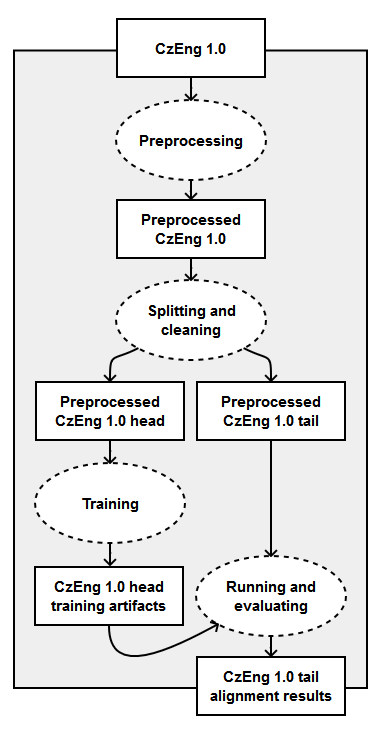 CzEng 1.0
Preprocessing
Preprocessed
CzEng 1.0
Splitting and
cleaning
Preprocessed
CzEng 1.0 head
Preprocessed
CzEng 1.0 tail
Training
CzEng 1.0 head
training artifacts
Running and
evaluating
CzEng 1.0 tail
alignment results